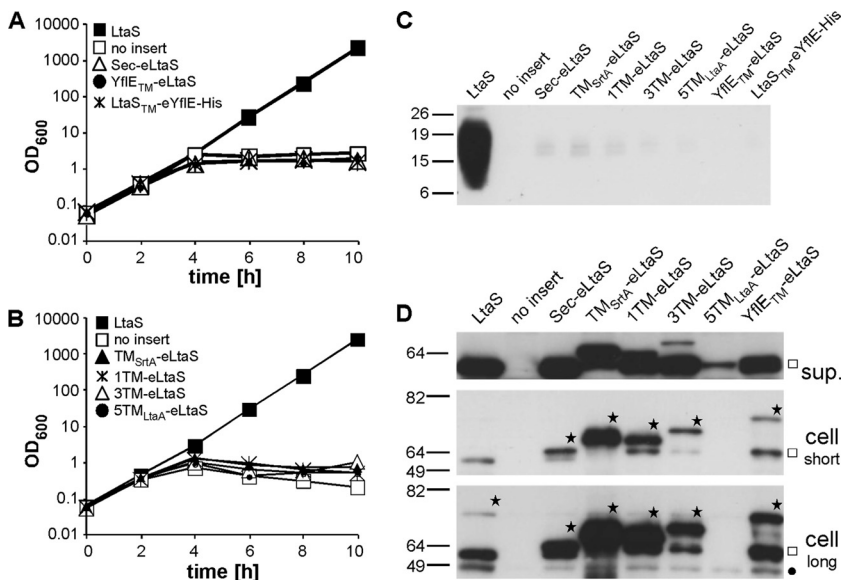 A
10000
1000
100
10
1
0.1
0.01
OD600
0 2 4 6 8 10
time [h]
LtaS
no insert
Sec-eLtaS
YflETM-eLtaS
LtaSTM-eYflE-His
B
10000
1000
100
10
1
0.1
0.01
OD600
0 2 4 6 8 10
time [h]
LtaS
no insert
TMSrtA-eLtaS
1TM-eLtaS
3TM-eLtaS
5TMLtaA-eLtaS
C
LtaS
no insert
Sec-eLtaS
TMSrtA-eLtaS
1TM-eLtaS
3TM-eLtaS
5TMLtaA-eLtaS
YflETM-eLtaS
LtaSTM-eYflE-His
26
19
15
6
D
LtaS
no insert
Sec-eLtaS
TMSrtA-eLtaS
1TM-eLtaS
3TM-eLtaS
5TMLtaA-eLtaS
YflETM-eLtaS
64
sup.
82
64
49
cell
short
82
64
49
cell
long